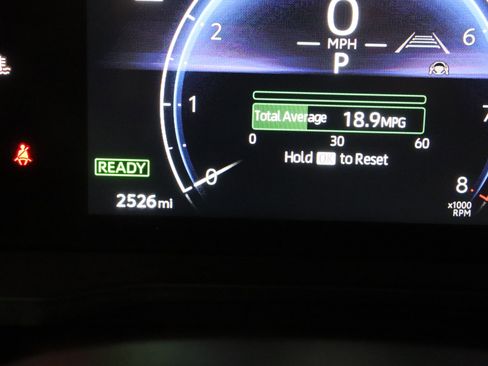 0
2
6
MPH
P
1
7
Total Average 18.9MPG
0 30 60
Hold OK to Reset
READY
0
8
2526mi
x1000
RPM